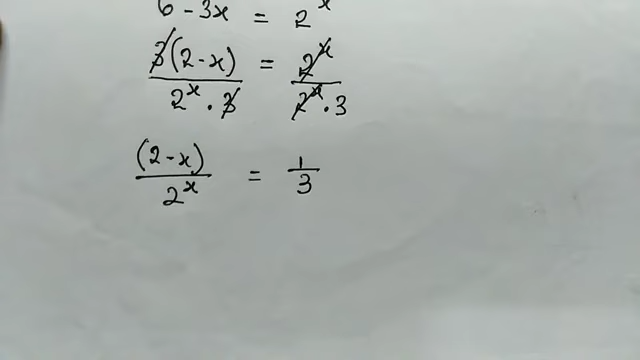 6 - 3x = 2^x
3(2-x)/2^x · 3 = 2^x/2^x · 3
(2-x)/2^x = 1/3